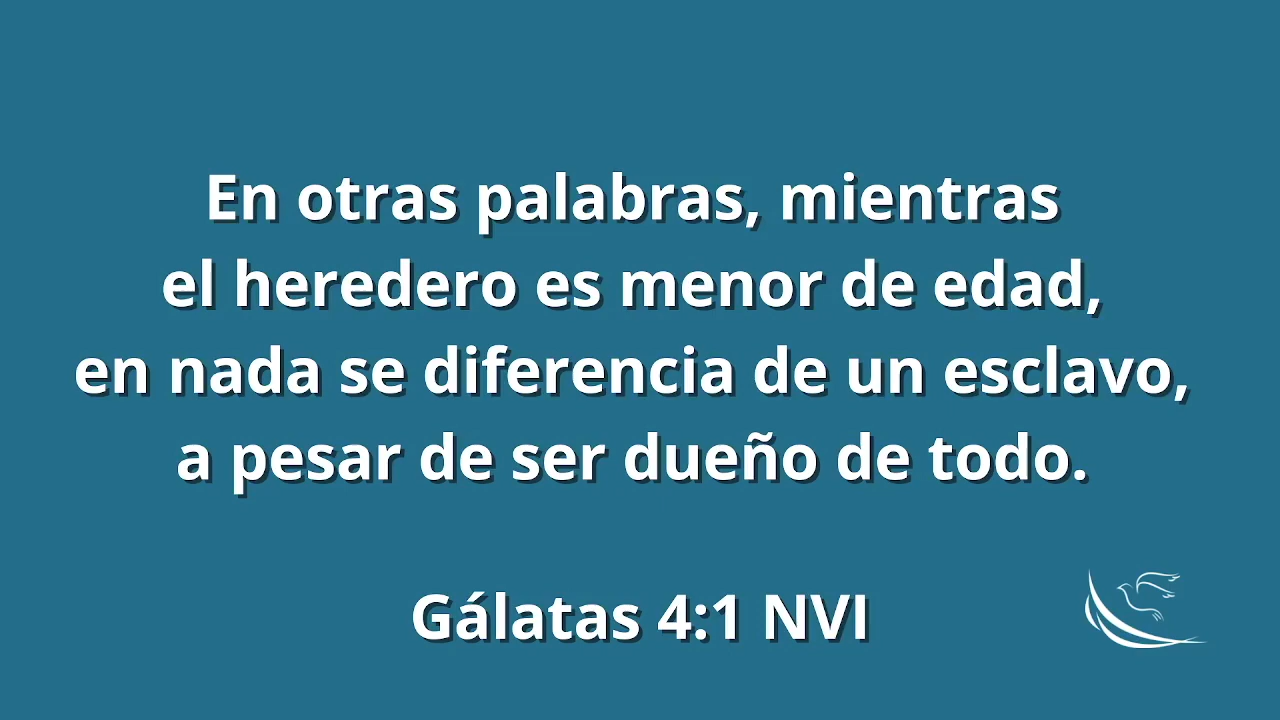 En otras palabras, mientras
el heredero es menor de edad,
en nada se diferencia de un esclavo,
a pesar de ser dueño de todo.
Gálatas 4:1 NVI